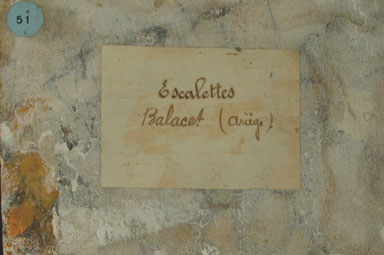 51
Escalettes
Balacet (Ariège)